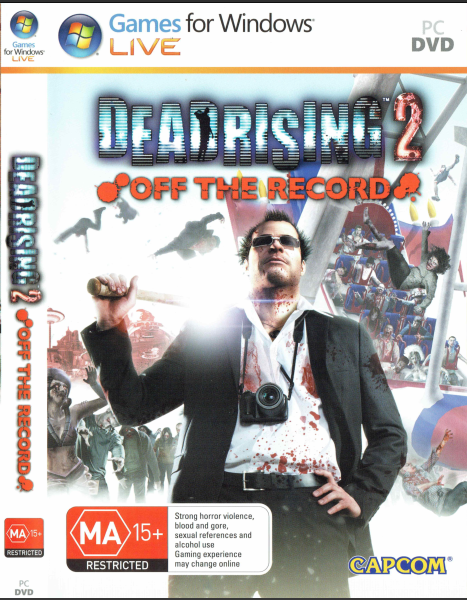 Games
for Windows®
LIVE
Games for Windows®
LIVE
PC
DVD
DEADRISING™ 2
OFF THE RECORD
DEADRISING 2
OFF THE RECORD
MA 15+
RESTRICTED
PC
DVD
MA 15+
RESTRICTED
Strong horror violence,
blood and gore,
sexual references and
alcohol use
Gaming experience
may change online
CAPCOM®